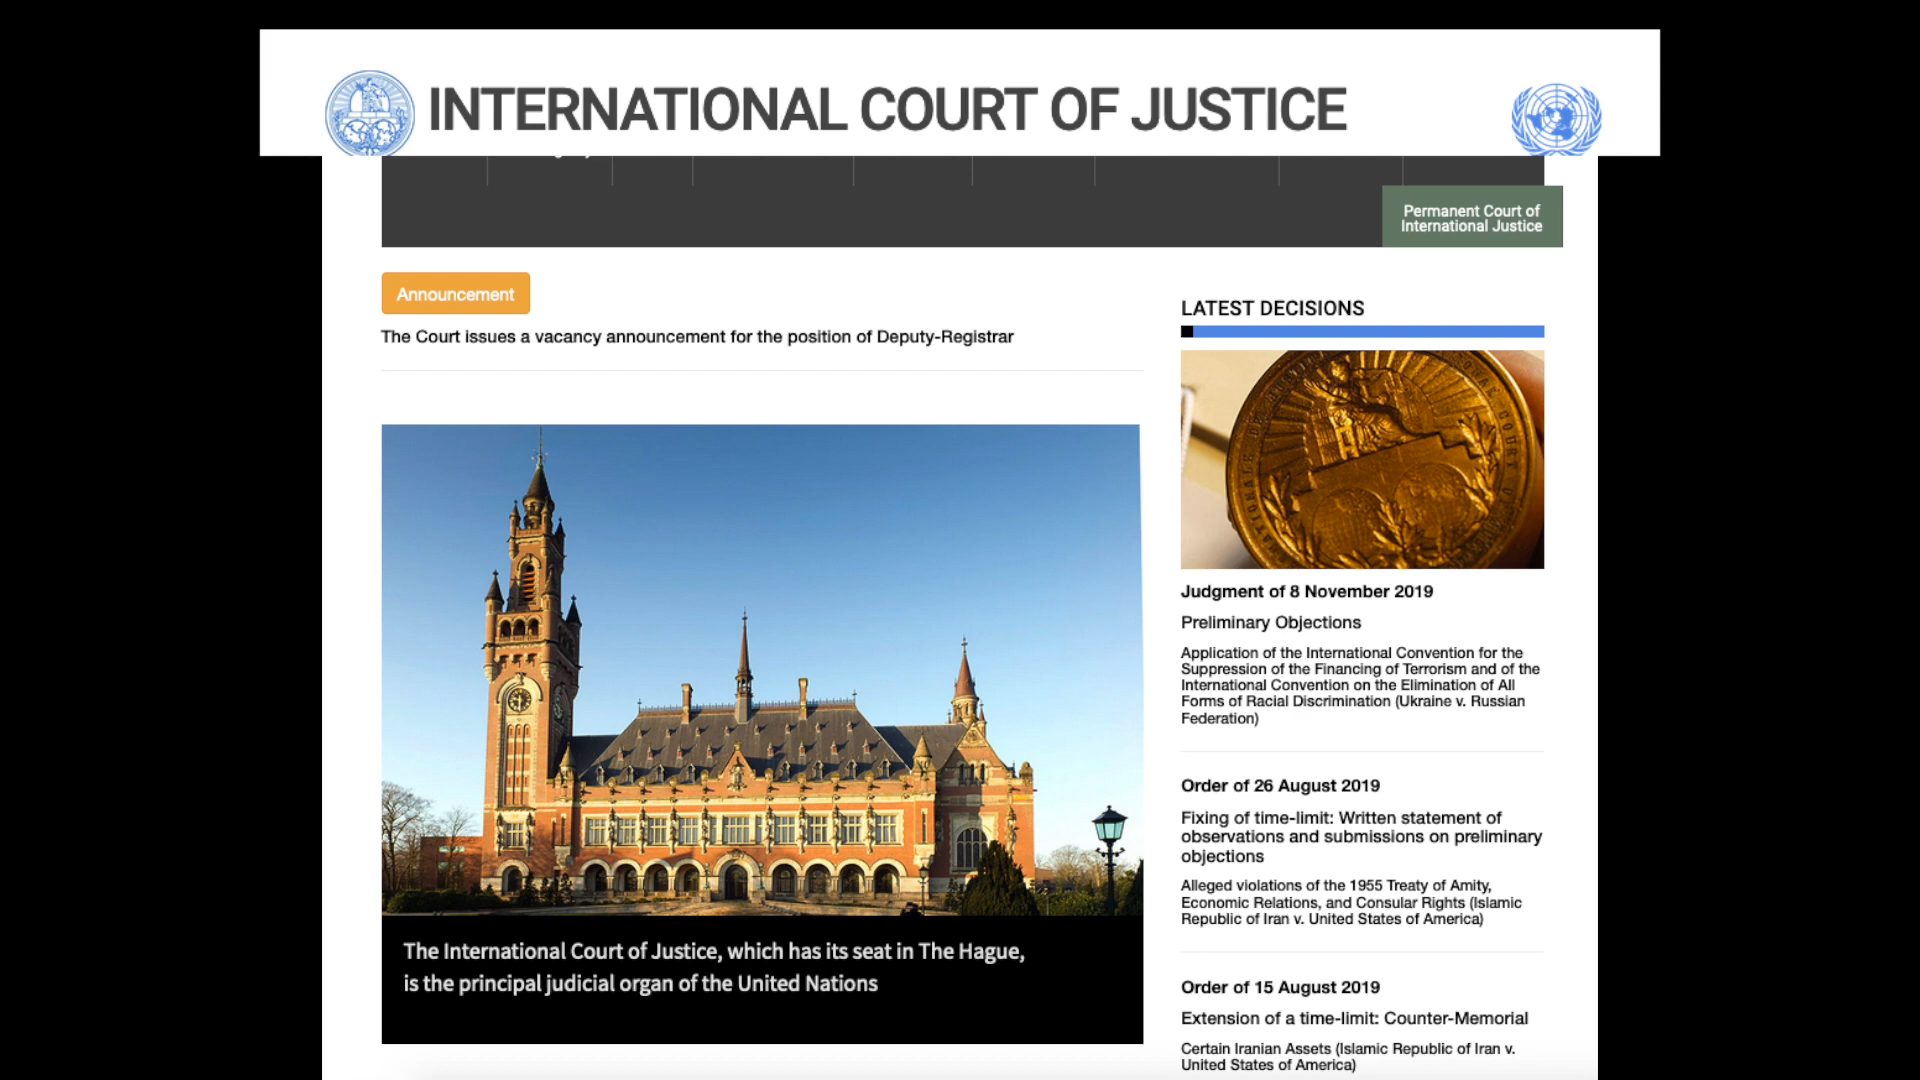 INTERNATIONAL COURT OF JUSTICE
Permanent Court of
International Justice
Announcement
The Court issues a vacancy announcement for the position of Deputy-Registrar
The International Court of Justice, which has its seat in The Hague,
is the principal judicial organ of the United Nations
LATEST DECISIONS
Judgment of 8 November 2019
Preliminary Objections
Application of the International Convention for the
Suppression of the Financing of Terrorism and of the
International Convention on the Elimination of All
Forms of Racial Discrimination (Ukraine v. Russian
Federation)
Order of 26 August 2019
Fixing of time-limit: Written statement of
observations and submissions on preliminary
objections
Alleged violations of the 1955 Treaty of Amity,
Economic Relations, and Consular Rights (Islamic
Republic of Iran v. United States of America)
Order of 15 August 2019
Extension of a time-limit: Counter-Memorial
Certain Iranian Assets (Islamic Republic of Iran v.
United States of America)